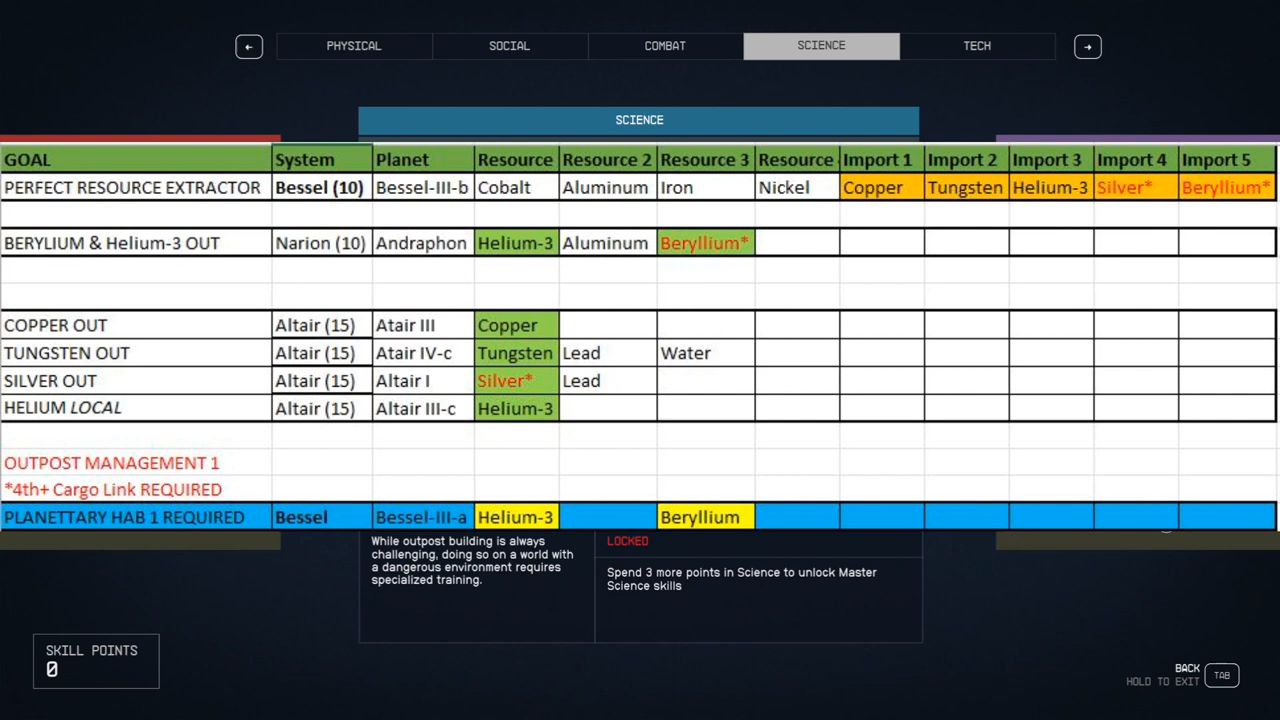 ←
PHYSICAL SOCIAL COMBAT SCIENCE TECH
→
SCIENCE
GOAL System Planet Resource Resource 2 Resource 3 Resource Import 1 Import 2 Import 3 Import 4 Import 5
PERFECT RESOURCE EXTRACTOR Bessel (10) Bessel-III-b Cobalt Aluminum Iron Nickel Copper Tungsten Helium-3 Silver* Beryllium*
BERYLIUM & Helium-3 OUT Narion (10) Andraphon Helium-3 Aluminum Beryllium*
COPPER OUT Altair (15) Atair III Copper
TUNGSTEN OUT Altair (15) Atair IV-c Tungsten Lead Water
SILVER OUT Altair (15) Altair I Silver* Lead
HELIUM LOCAL Altair (15) Altair III-c Helium-3
OUTPOST MANAGEMENT 1
*4th+ Cargo Link REQUIRED
PLANETTARY HAB 1 REQUIRED Bessel Bessel-III-a Helium-3 Beryllium
While outpost building is always
challenging, doing so on a world with
a dangerous environment requires
specialized training.
LOCKED
Spend 3 more points in Science to unlock Master
Science skills
SKILL POINTS
0
BACK
HOLD TO EXIT
TAB